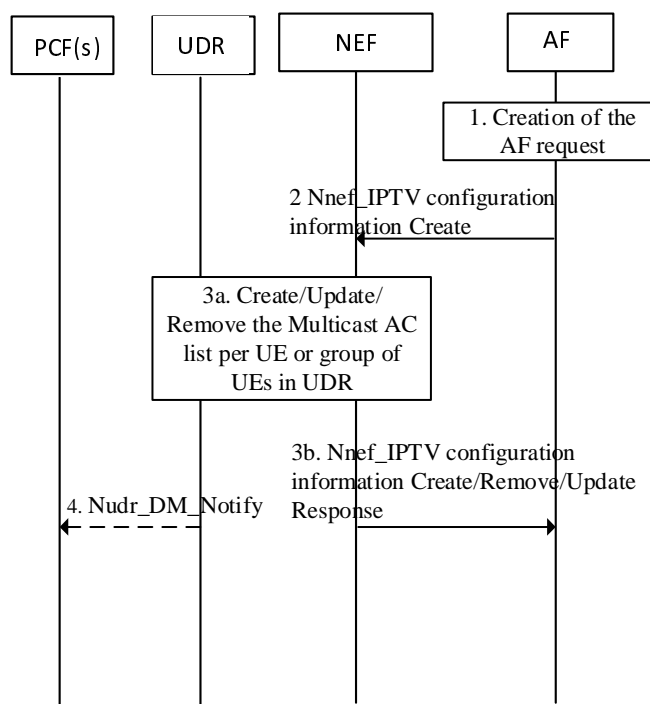 PCF(s)
UDR
NEF
AF
1. Creation of the
AF request
2 Nnef_IPTV configuration
information Create
3a. Create/Update/
Remove the Multicast AC
list per UE or group of
UEs in UDR
3b. Nnef_IPTV configuration
information Create/Remove/Update
Response
4. Nudr_DM_Notify